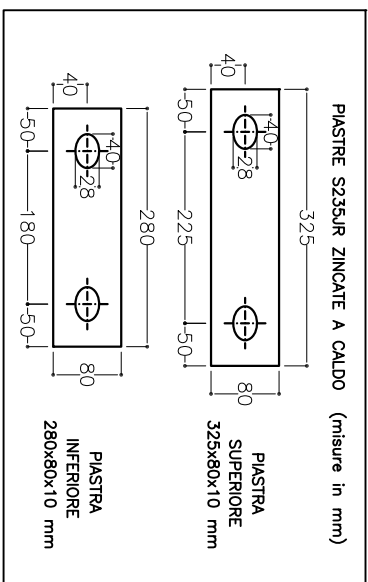 PIASTRE S235JR ZINCATE A CALDO (misure in mm)
325
80
40
28
40
50
225
50
PIASTRA
SUPERIORE
325x80x10 mm
280
80
40
28
40
50
180
50
PIASTRA
INFERIORE
280x80x10 mm